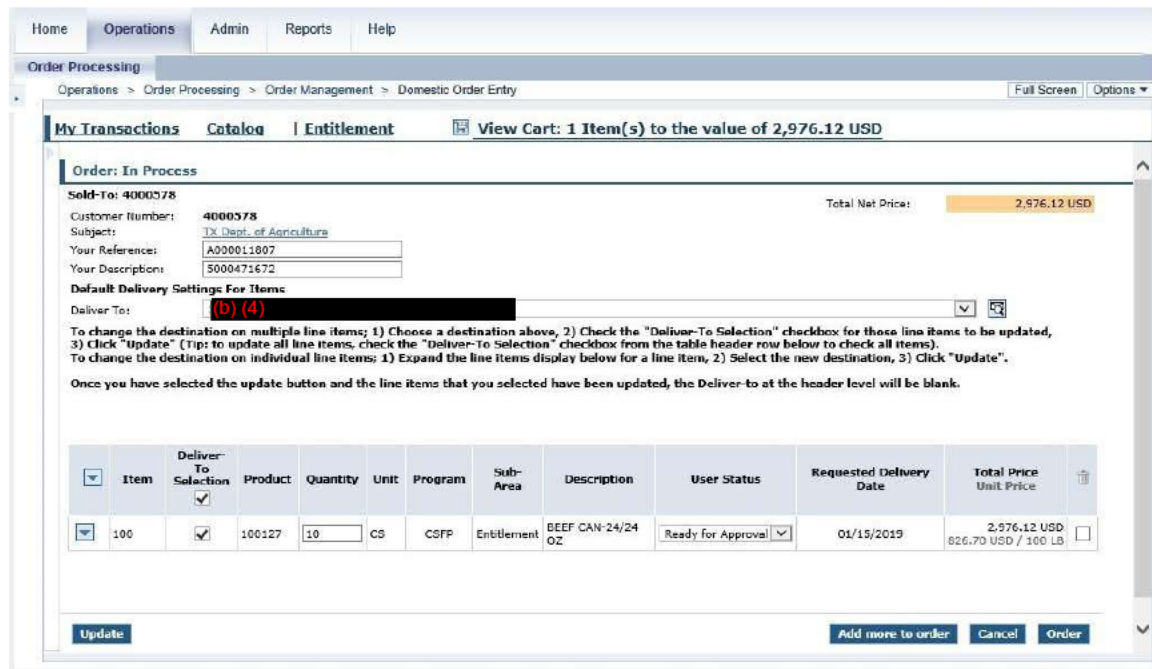 Home Operations Admin Reports Help
Order Processing
Operations > Order Processing > Order Management > Domestic Order Entry Full Screen Options
My Transactions Catalog | Entitlement View Cart: 1 Item(s) to the value of 2,976.12 USD
Order: In Process
Sold-To: 4000578
Total Net Price: 2,976.12 USD
Customer Number: 4000578
Subject: TX Dept. of Agriculture
Your Reference: A000011807
Your Description: 5000471672
Default Delivery Settings For Items
Deliver To: (b) (4)
To change the destination on multiple line items; 1) Choose a destination above, 2) Check the "Deliver-To Selection" checkbox for those line items to be updated,
3) Click "Update" (Tip: to update all line items, check the "Deliver-To Selection" checkbox from the table header row below to check all items).
To change the destination on individual line items; 1) Expand the line items display below for a line item, 2) Select the new destination, 3) Click "Update".
Once you have selected the update button and the line items that you selected have been updated, the Deliver-to at the header level will be blank.
Item Deliver-To Selection Product Quantity Unit Program Sub-Area Description User Status Requested Delivery Date Total Price Unit Price
100 100127 10 CS CSFP Entitlement BEEF CAN-24/24 OZ Ready for Approval 01/15/2019 2,976.12 USD
826.70 USD / 100 LB
Update Add more to order Cancel Order